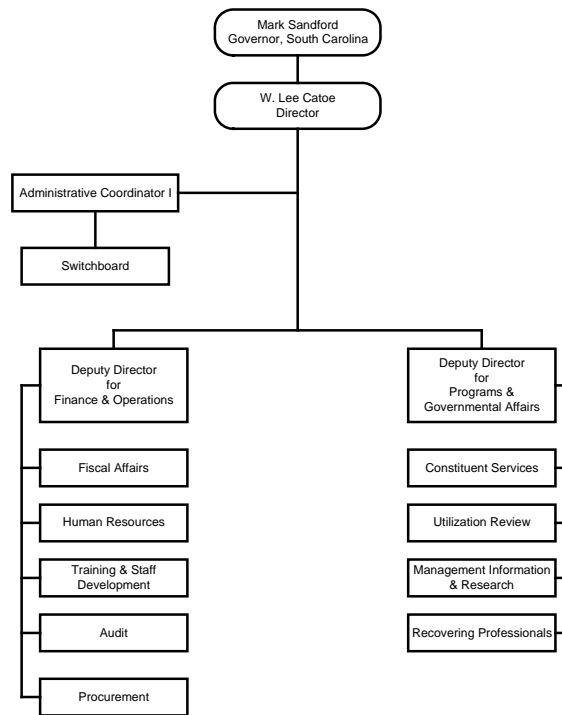 Mark Sandford
Governor, South Carolina
W. Lee Catoe
Director
Administrative Coordinator I
Switchboard
Deputy Director
for
Finance & Operations
Fiscal Affairs
Human Resources
Training & Staff
Development
Audit
Procurement
Deputy Director
for
Programs &
Governmental Affairs
Constituent Services
Utilization Review
Management Information
& Research
Recovering Professionals